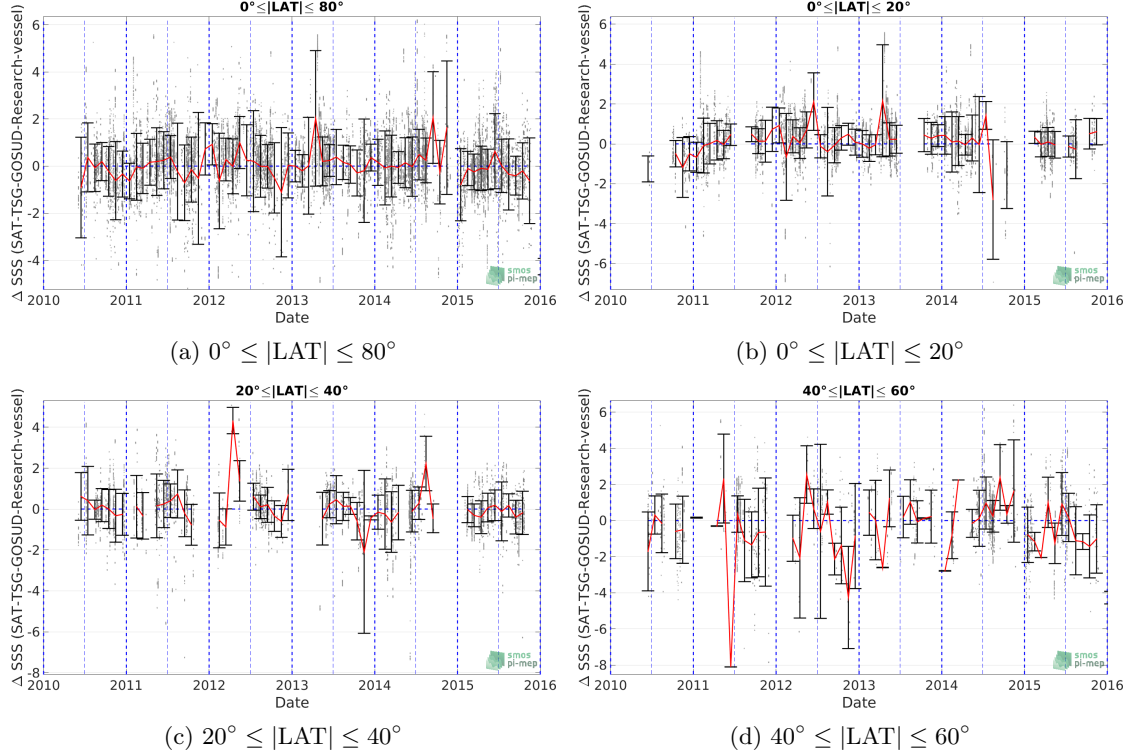 0°≤|LAT|≤ 80°
Δ SSS (SAT-TSG-GOSUD-Research-vessel)
4
2
0
-2
-4
2010 2011 2012 2013 2014 2015 2016
Date
smos
pi-mep
(a) 0° ≤ |LAT| ≤ 80°
0°≤|LAT|≤ 20°
Δ SSS (SAT-TSG-GOSUD-Research-vessel)
6
4
2
0
-2
-4
-6
2010 2011 2012 2013 2014 2015 2016
Date
smos
pi-mep
(b) 0° ≤ |LAT| ≤ 20°
20°≤|LAT|≤ 40°
Δ SSS (SAT-TSG-GOSUD-Research-vessel)
4
2
0
-2
-4
-6
-8
2010 2011 2012 2013 2014 2015 2016
Date
smos
pi-mep
(c) 20° ≤ |LAT| ≤ 40°
40°≤|LAT|≤ 60°
Δ SSS (SAT-TSG-GOSUD-Research-vessel)
6
4
2
0
-2
-4
-6
-8
2010 2011 2012 2013 2014 2015 2016
Date
smos
pi-mep
(d) 40° ≤ |LAT| ≤ 60°